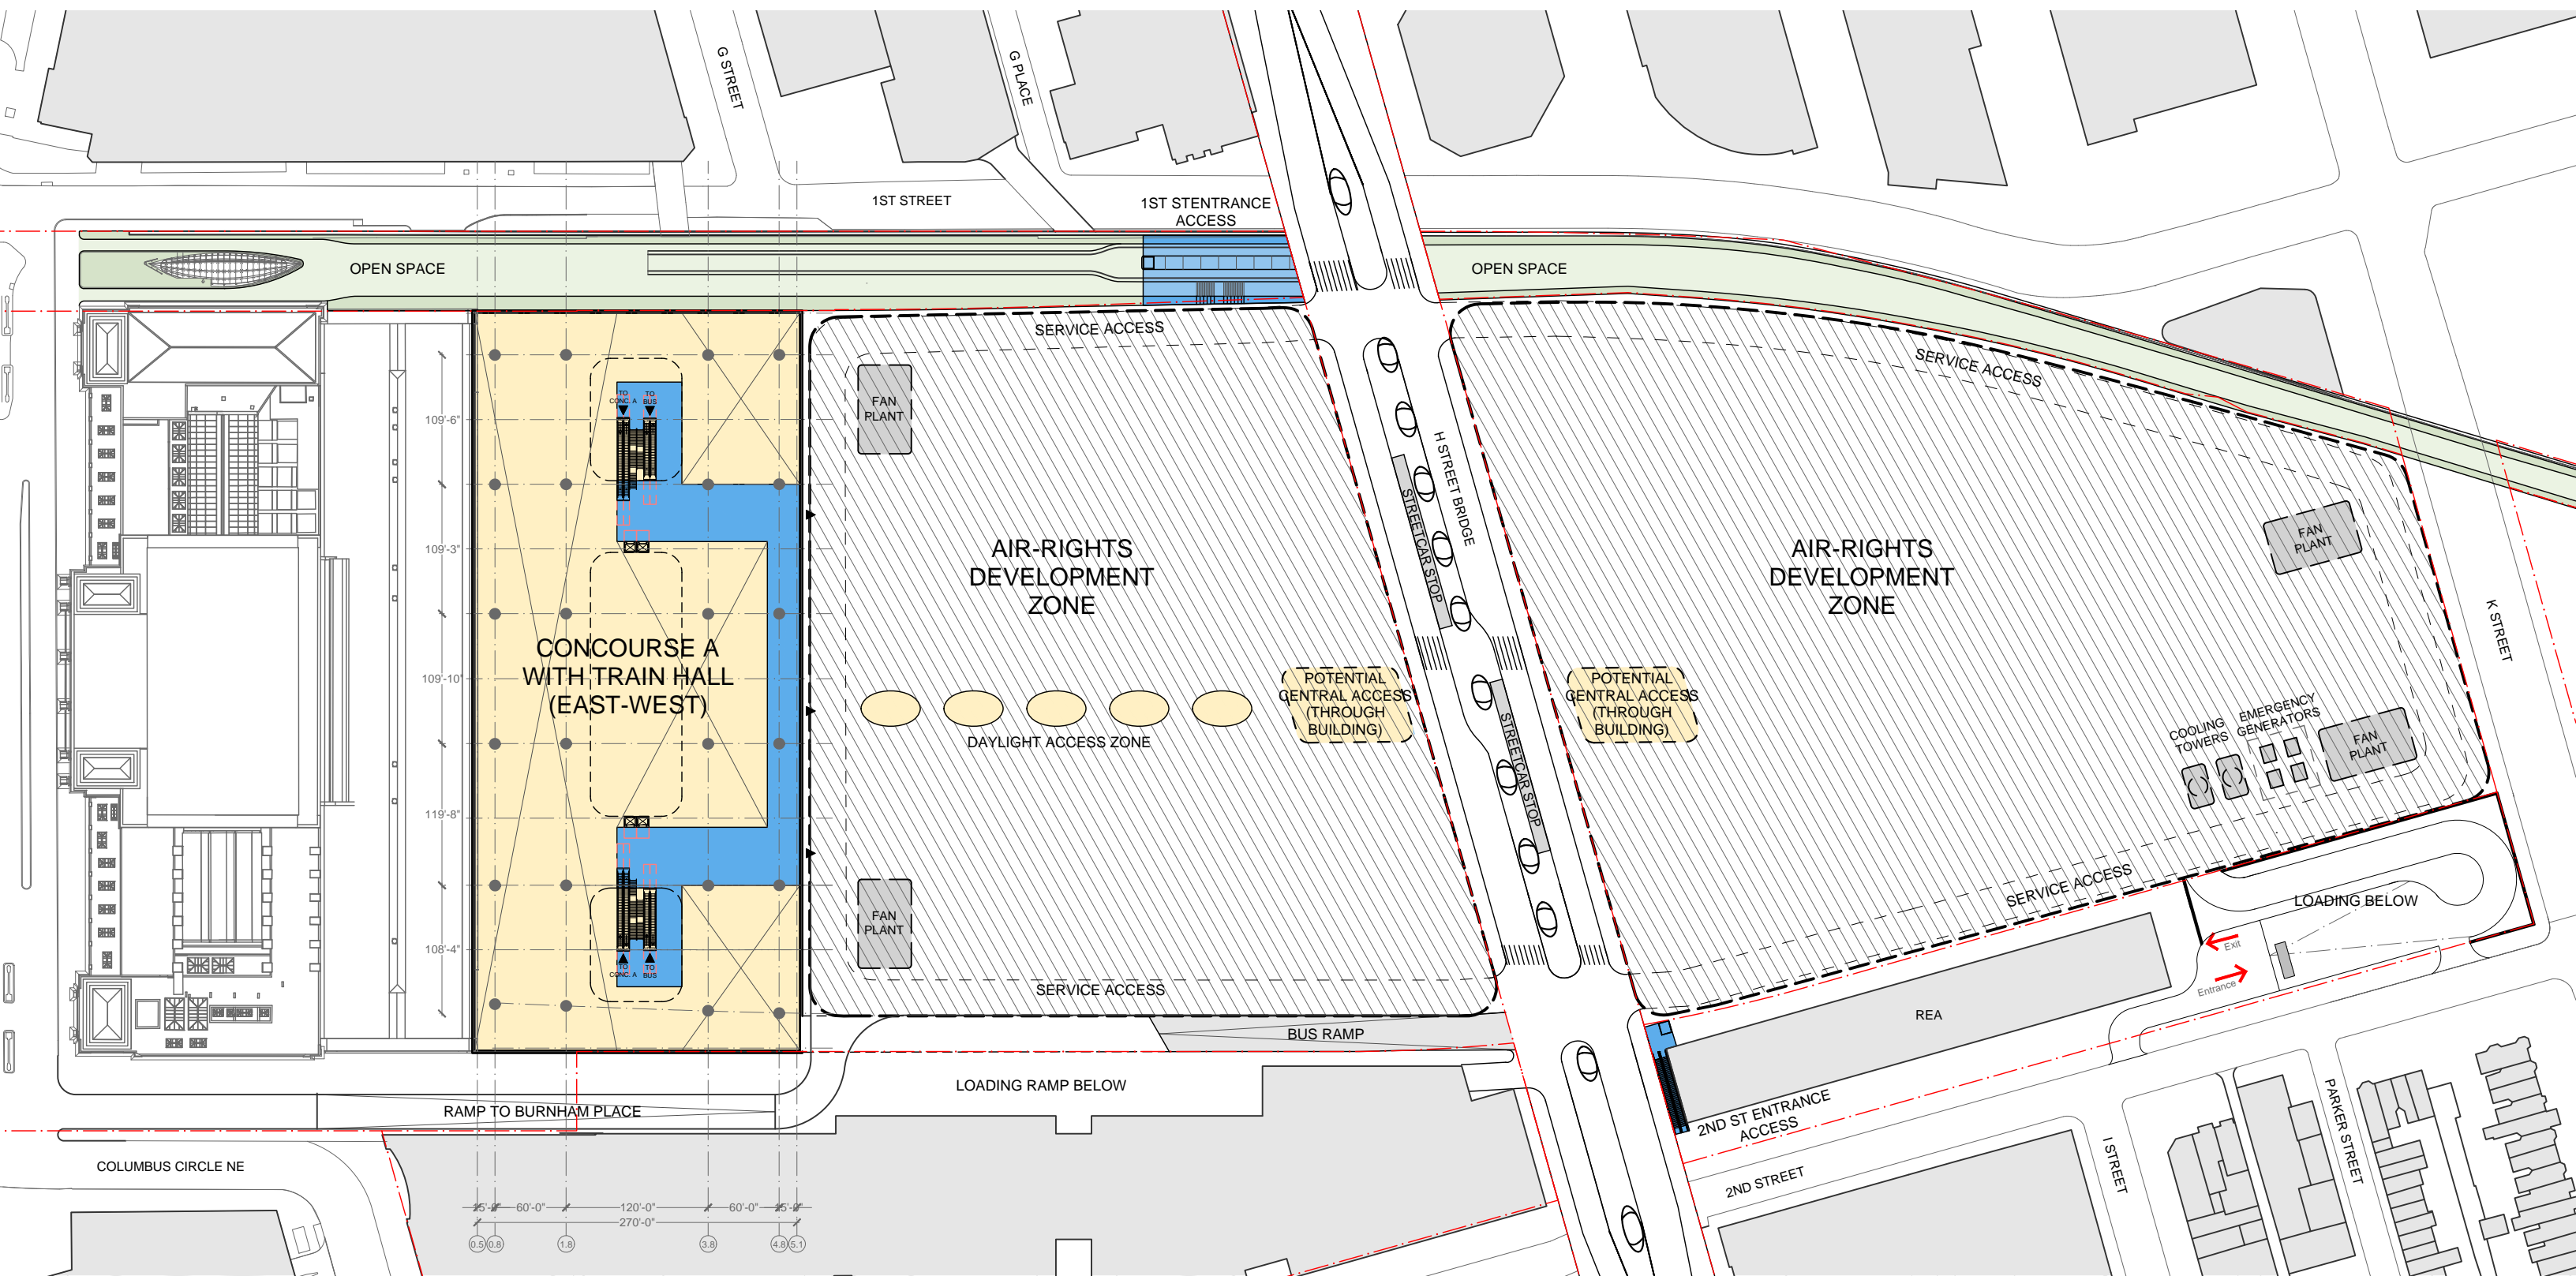 G STREET
G PLACE
1ST STREET
1ST STENTRANCE
ACCESS
OPEN SPACE
OPEN SPACE
SERVICE ACCESS
SERVICE ACCESS
FAN
PLANT
TO
CONC. A
TO
BUS
109'-6"
109'-3"
109'-10"
119'-8"
108'-4"
CONCOURSE A
WITH TRAIN HALL
(EAST-WEST)
AIR-RIGHTS
DEVELOPMENT
ZONE
H STREET BRIDGE
STREETCAR STOP
STREETCAR STOP
AIR-RIGHTS
DEVELOPMENT
ZONE
FAN
PLANT
K STREET
DAYLIGHT ACCESS ZONE
POTENTIAL
CENTRAL ACCESS
(THROUGH
BUILDING)
POTENTIAL
CENTRAL ACCESS
(THROUGH
BUILDING)
COOLING
TOWERS
EMERGENCY
GENERATORS
FAN
PLANT
FAN
PLANT
TO
CONC. A
TO
BUS
SERVICE ACCESS
SERVICE ACCESS
LOADING BELOW
Exit
Entrance
REA
BUS RAMP
LOADING RAMP BELOW
RAMP TO BURNHAM PLACE
COLUMBUS CIRCLE NE
2ND ST ENTRANCE
ACCESS
2ND STREET
I STREET
PARKER STREET
60'-0"
120'-0"
60'-0"
270'-0"
0.5
0.8
1.8
3.8
4.8
5.1